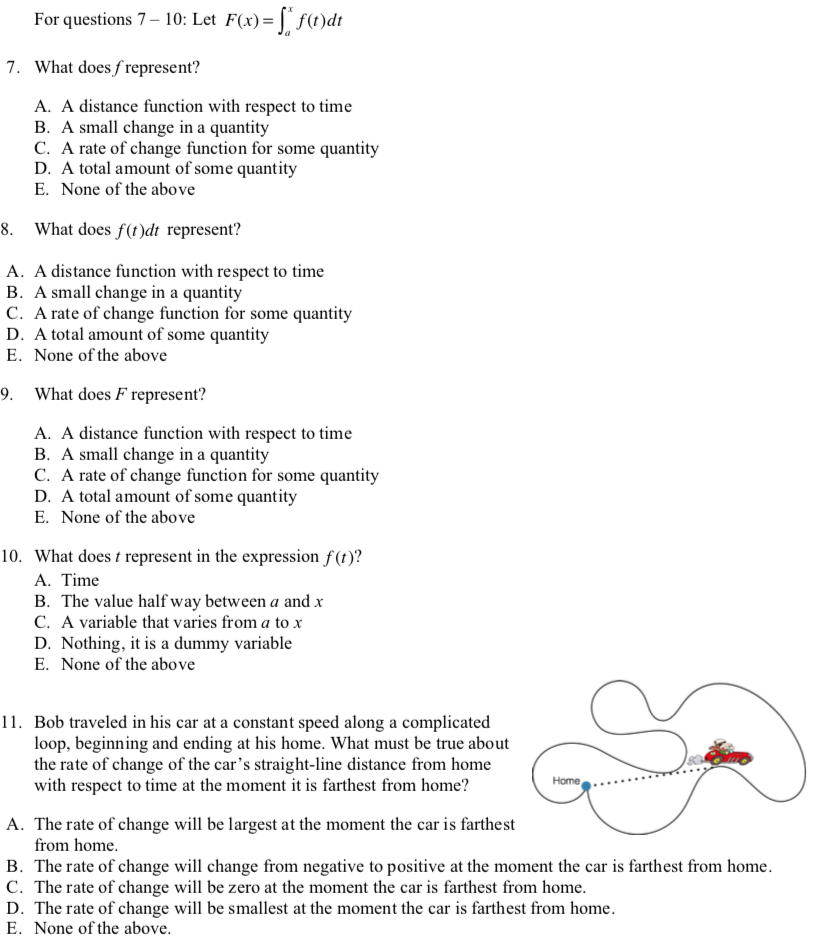 For questions 7 – 10: Let F(x) = ∫ₐˣ f(t)dt
7. What does f represent?
A. A distance function with respect to time
B. A small change in a quantity
C. A rate of change function for some quantity
D. A total amount of some quantity
E. None of the above
8. What does f(t)dt represent?
A. A distance function with respect to time
B. A small change in a quantity
C. A rate of change function for some quantity
D. A total amount of some quantity
E. None of the above
9. What does F represent?
A. A distance function with respect to time
B. A small change in a quantity
C. A rate of change function for some quantity
D. A total amount of some quantity
E. None of the above
10. What does t represent in the expression f(t)?
A. Time
B. The value half way between a and x
C. A variable that varies from a to x
D. Nothing, it is a dummy variable
E. None of the above
11. Bob traveled in his car at a constant speed along a complicated
loop, beginning and ending at his home. What must be true about
the rate of change of the car's straight-line distance from home
with respect to time at the moment it is farthest from home?
Home
A. The rate of change will be largest at the moment the car is farthest
from home.
B. The rate of change will change from negative to positive at the moment the car is farthest from home.
C. The rate of change will be zero at the moment the car is farthest from home.
D. The rate of change will be smallest at the moment the car is farthest from home.
E. None of the above.